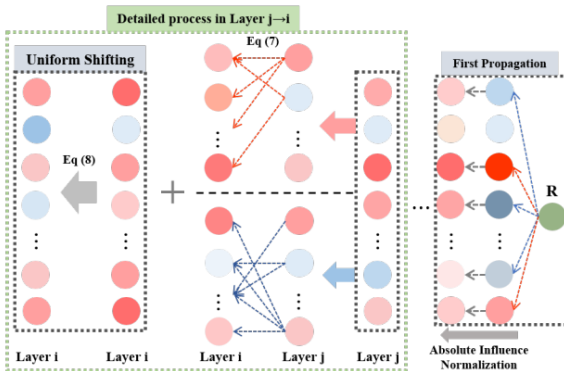 Detailed process in Layer j→i
Uniform Shifting
Eq (7)
First Propagation
Eq (8)
+
R
...
Layer i
Layer i
Layer i
Layer j
Layer j
Absolute Influence
Normalization